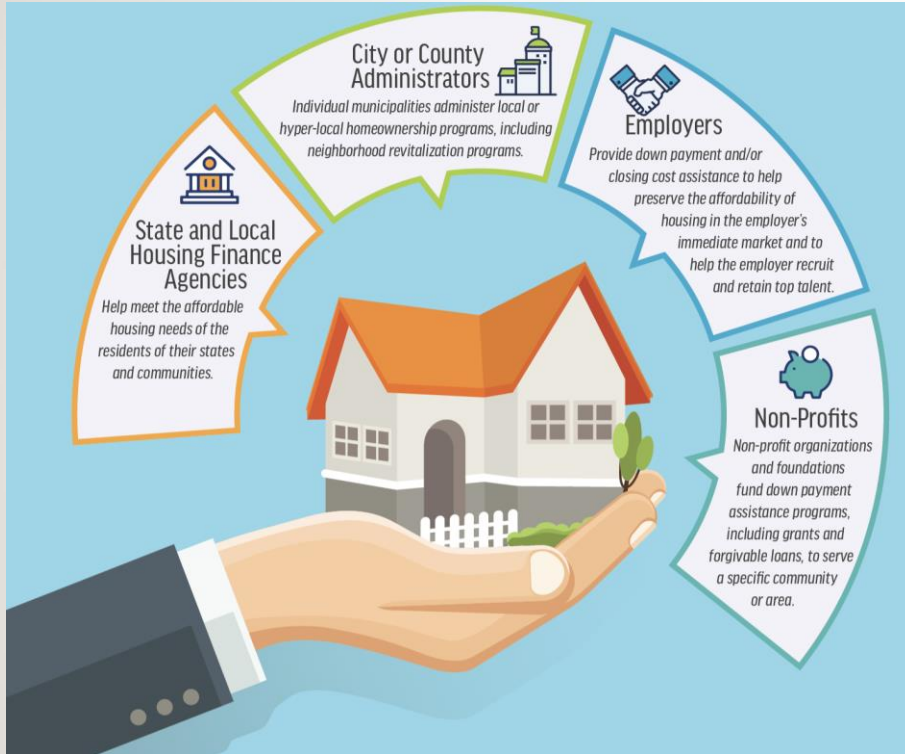 State and Local
Housing Finance
Agencies
Help meet the affordable
housing needs of the
residents of their states
and communities.
City or County
Administrators
Individual municipalities administer local or
hyper-local homeownership programs, including
neighborhood revitalization programs.
Employers
Provide down payment and/or
closing cost assistance to help
preserve the affordability of
housing in the employer's
immediate market and to
help the employer recruit
and retain top talent.
Non-Profits
Non-profit organizations
and foundations
fund down payment
assistance programs,
including grants and
forgivable loans, to serve
a specific community
or area.